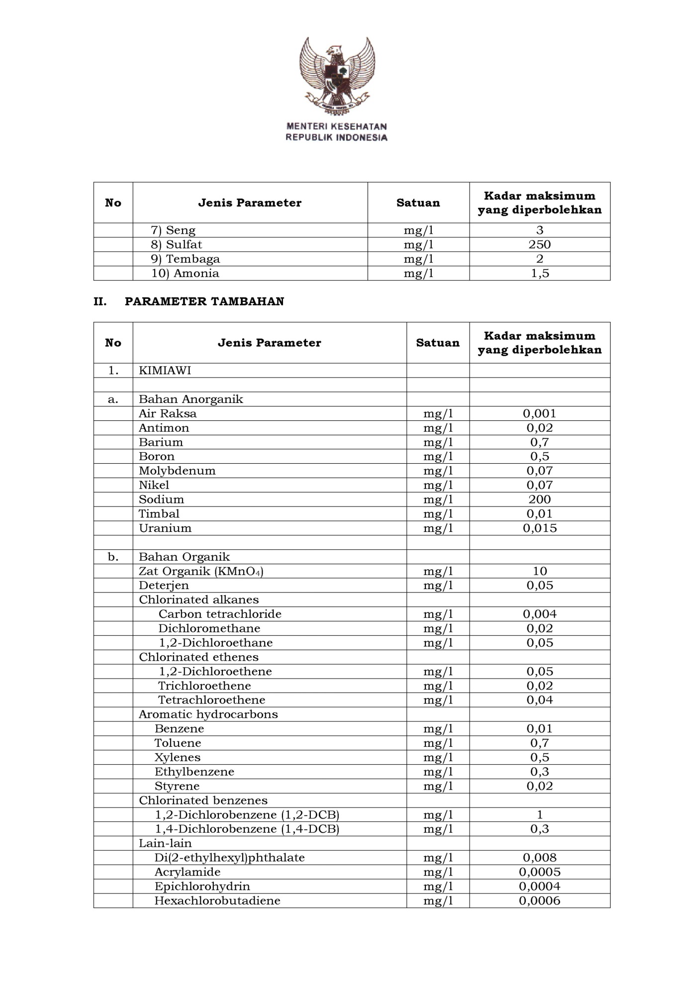 MENTERI KESEHATAN
REPUBLIK INDONESIA
No Jenis Parameter Satuan Kadar maksimum yang diperbolehkan
7) Seng mg/l 3
8) Sulfat mg/l 250
9) Tembaga mg/l 2
10) Amonia mg/l 1,5
II. PARAMETER TAMBAHAN
No Jenis Parameter Satuan Kadar maksimum yang diperbolehkan
1. KIMIAWI
a. Bahan Anorganik
Air Raksa mg/l 0,001
Antimon mg/l 0,02
Barium mg/l 0,7
Boron mg/l 0,5
Molybdenum mg/l 0,07
Nikel mg/l 0,07
Sodium mg/l 200
Timbal mg/l 0,01
Uranium mg/l 0,015
b. Bahan Organik
Zat Organik (KMnO₄) mg/l 10
Deterjen mg/l 0,05
Chlorinated alkanes
Carbon tetrachloride mg/l 0,004
Dichloromethane mg/l 0,02
1,2-Dichloroethane mg/l 0,05
Chlorinated ethenes
1,2-Dichloroethene mg/l 0,05
Trichloroethene mg/l 0,02
Tetrachloroethene mg/l 0,04
Aromatic hydrocarbons
Benzene mg/l 0,01
Toluene mg/l 0,7
Xylenes mg/l 0,5
Ethylbenzene mg/l 0,3
Styrene mg/l 0,02
Chlorinated benzenes
1,2-Dichlorobenzene (1,2-DCB) mg/l 1
1,4-Dichlorobenzene (1,4-DCB) mg/l 0,3
Lain-lain
Di(2-ethylhexyl)phthalate mg/l 0,008
Acrylamide mg/l 0,0005
Epichlorohydrin mg/l 0,0004
Hexachlorobutadiene mg/l 0,0006